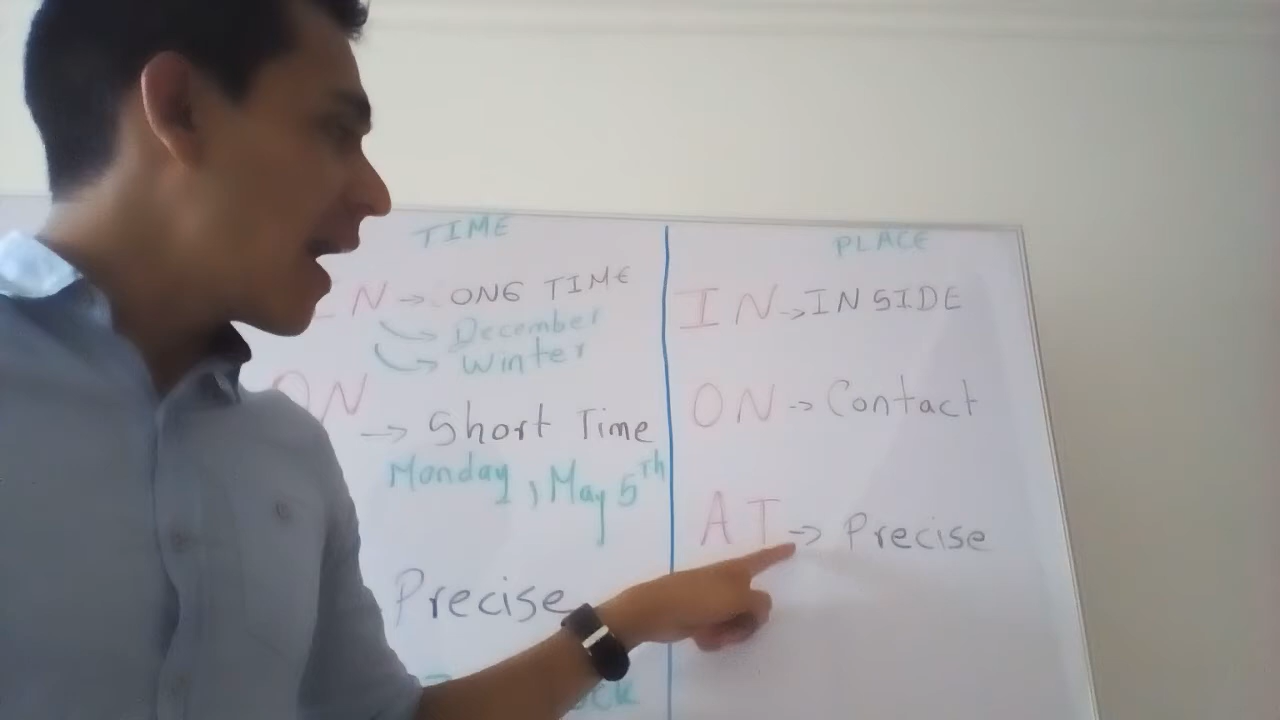 TIME
IN → ONE TIME
→ December
→ Winter
ON
→ Short Time
Monday, May 5th
Precise
PLACE
IN → INSIDE
ON → Contact
AT → Precise